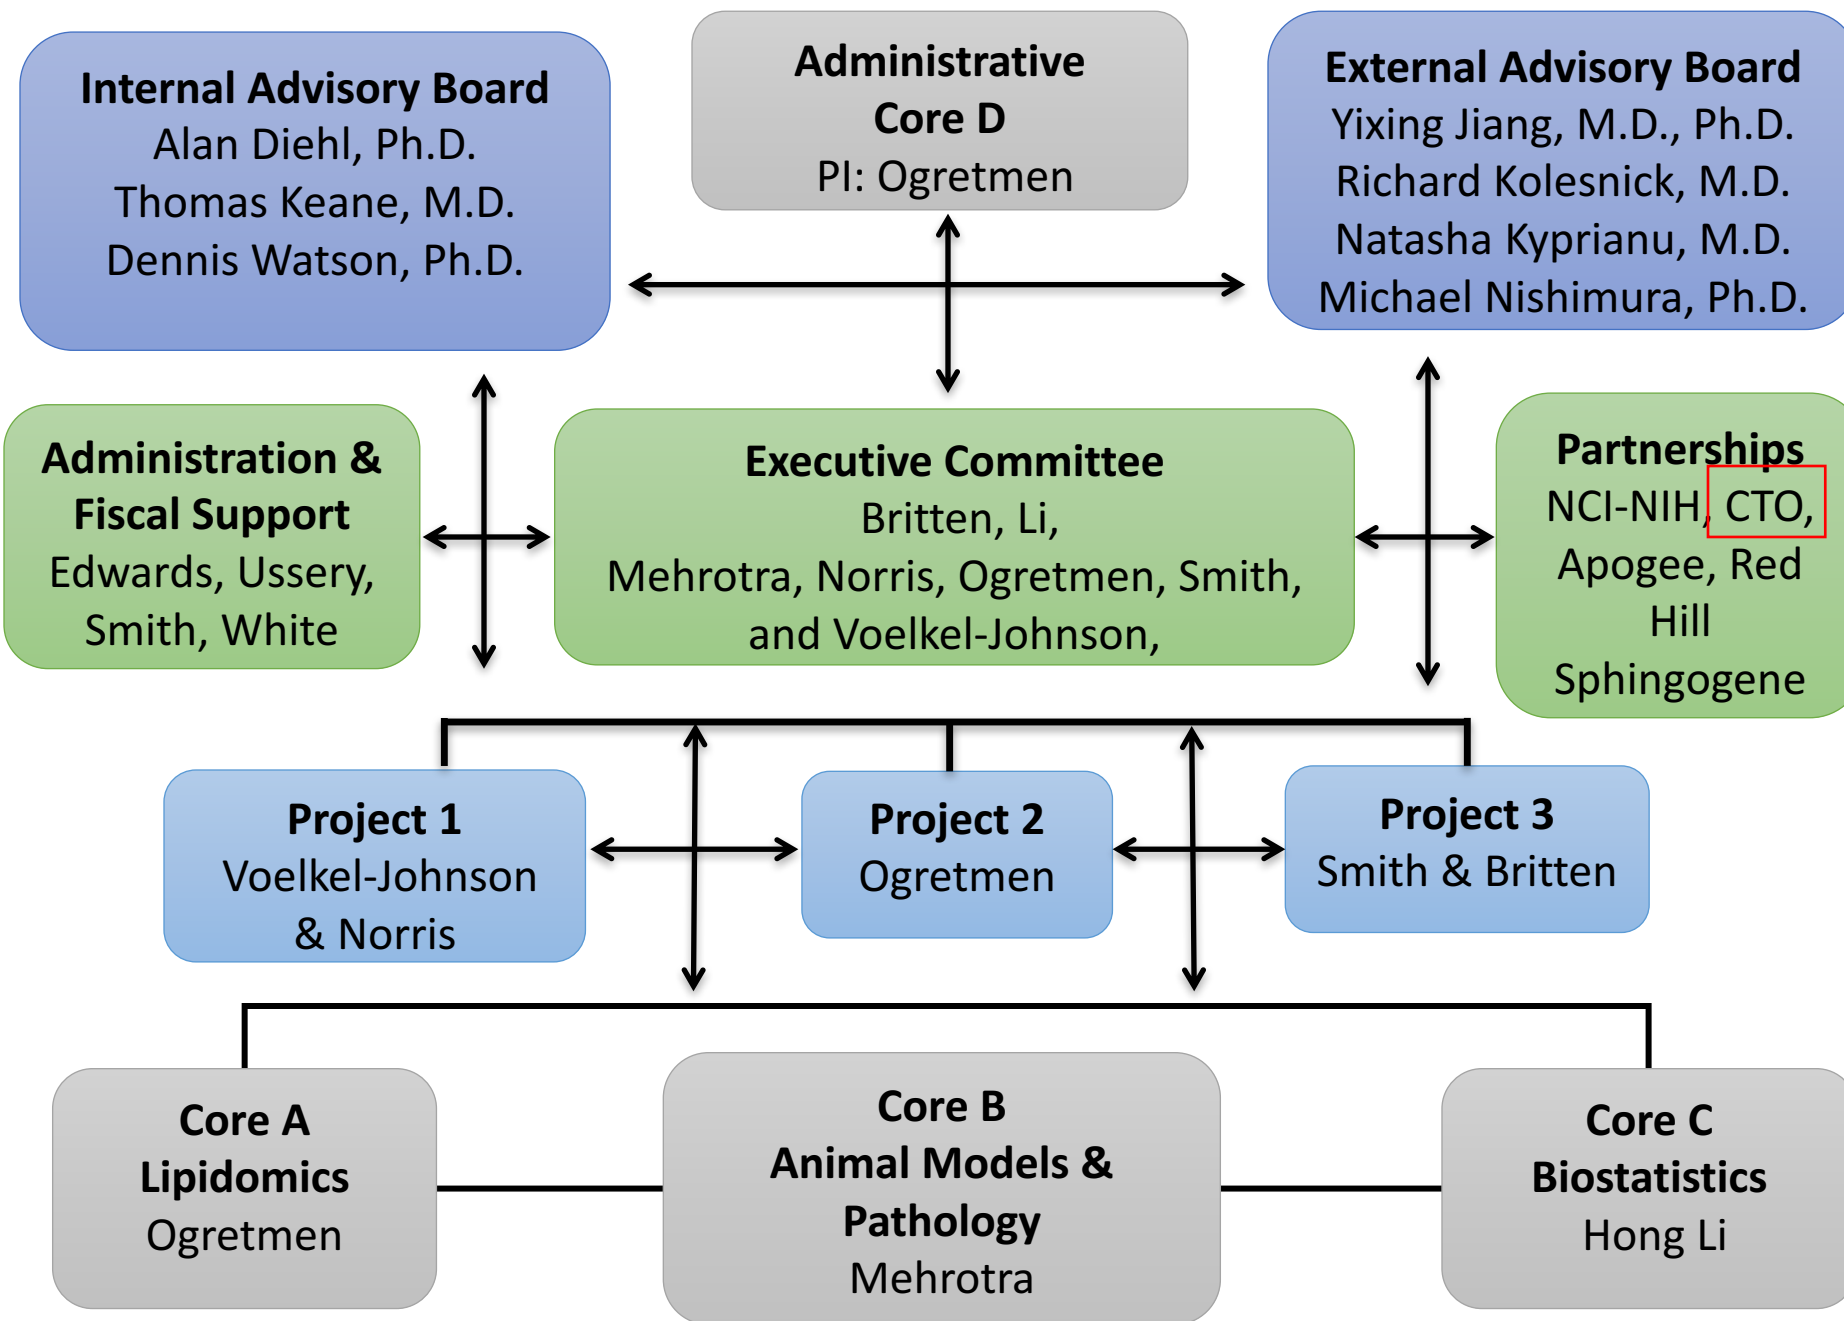 Internal Advisory Board
Alan Diehl, Ph.D.
Thomas Keane, M.D.
Dennis Watson, Ph.D.
Administrative
Core D
PI: Ogretmen
External Advisory Board
Yixing Jiang, M.D., Ph.D.
Richard Kolesnick, M.D.
Natasha Kyprianu, M.D.
Michael Nishimura, Ph.D.
Administration &
Fiscal Support
Edwards, Ussery,
Smith, White
Executive Committee
Britten, Li,
Mehrotra, Norris, Ogretmen, Smith,
and Voelkel-Johnson,
Partnerships
NCI-NIH, CTO,
Apogee, Red
Hill
Sphingogene
Project 1
Voelkel-Johnson
& Norris
Project 2
Ogretmen
Project 3
Smith & Britten
Core A
Lipidomics
Ogretmen
Core B
Animal Models &
Pathology
Mehrotra
Core C
Biostatistics
Hong Li